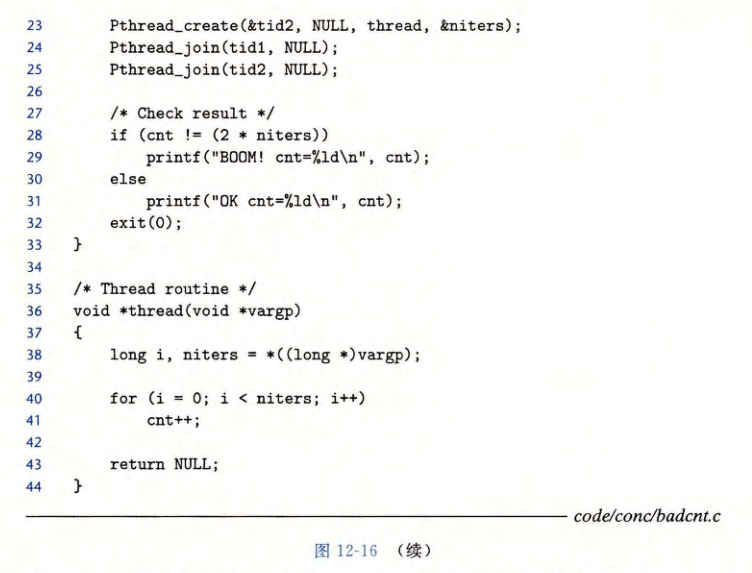 23 Pthread_create(&tid2, NULL, thread, &niters);
24 Pthread_join(tid1, NULL);
25 Pthread_join(tid2, NULL);
26
27 /* Check result */
28 if (cnt != (2 * niters))
29 printf("BOOM! cnt=%ld\n", cnt);
30 else
31 printf("OK cnt=%ld\n", cnt);
32 exit(0);
33 }
34
35 /* Thread routine */
36 void *thread(void *vargp)
37 {
38 long i, niters = *((long *)vargp);
39
40 for (i = 0; i < niters; i++)
41 cnt++;
42
43 return NULL;
44 }
code/conc/badcnt.c
图 12-16 （续）